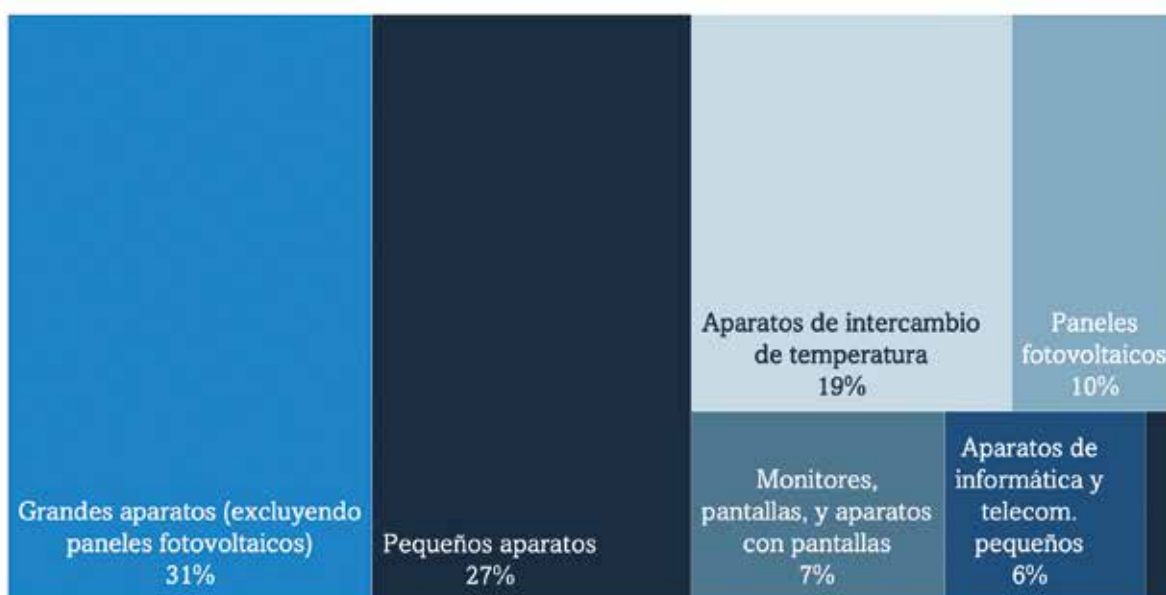 Grandes aparatos (excluyendo
paneles fotovoltaicos)
31%
Pequeños aparatos
27%
Aparatos de intercambio
de temperatura
19%
Paneles
fotovoltaicos
10%
Monitores,
pantallas, y aparatos
con pantallas
7%
Aparatos de
informática y
telecom.
pequeños
6%